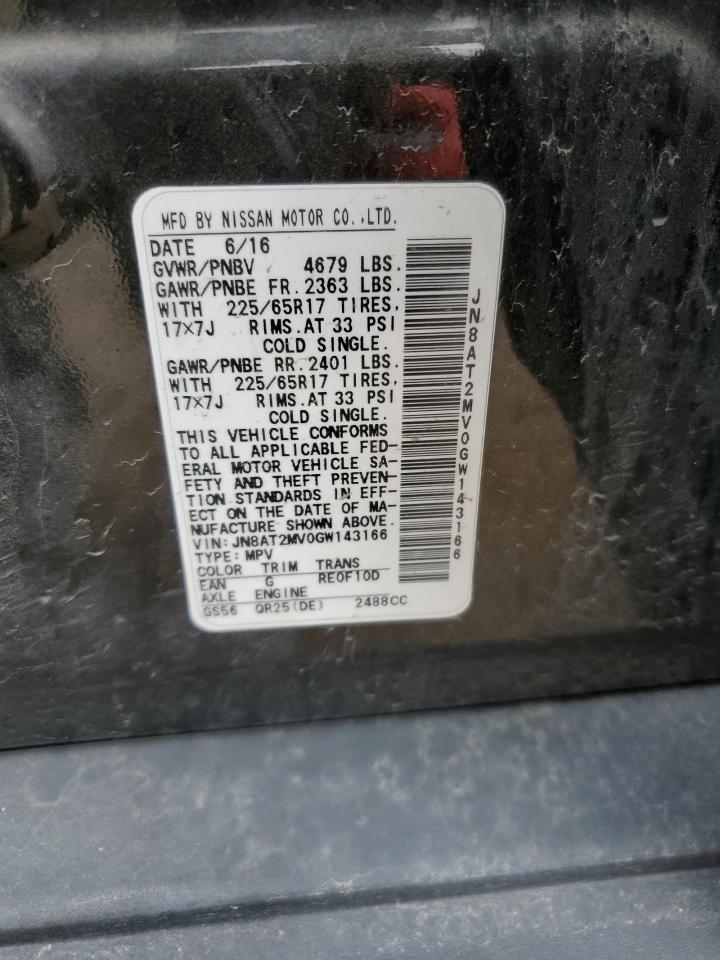 MFD BY NISSAN MOTOR CO.,LTD.
DATE 6/16
GVWR/PNBV 4679 LBS.
GAWR/PNBE FR. 2363 LBS.
WITH 225/65R17 TIRES,
17×7J RIMS.AT 33 PSI
COLD SINGLE.
GAWR/PNBE RR. 2401 LBS.
WITH 225/65R17 TIRES,
17×7J RIMS.AT 33 PSI
COLD SINGLE.
THIS VEHICLE CONFORMS
TO ALL APPLICABLE FED-
ERAL MOTOR VEHICLE SA-
FETY AND THEFT PREVEN-
TION STANDARDS IN EFF-
ECT ON THE DATE OF MA-
NUFACTURE SHOWN ABOVE.
VIN: JN8AT2MV0GW143166
TYPE: MPV
COLOR TRIM TRANS
EAN G RE0F10D
AXLE ENGINE
GS56 QR25(DE) 2488CC
JN8AT2MV0GW143166